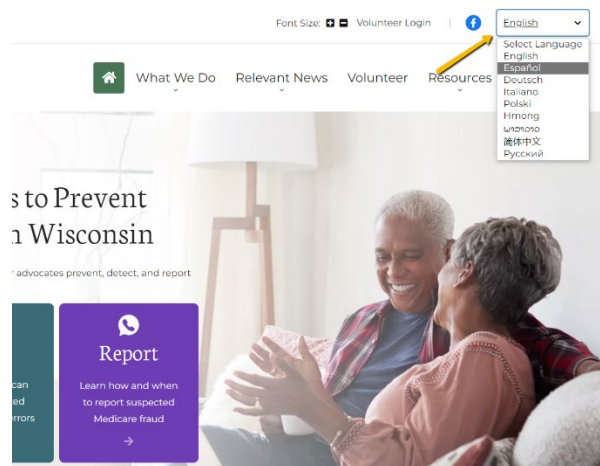 Font Size: Volunteer Login
English
Select Language
English
Español
Deutsch
Italiano
Polski
Hmong
ພາສາລາວ
简体中文
Русский
What We Do Relevant News Volunteer Resources
s to Prevent
n Wisconsin
r advocates prevent, detect, and report
can
ted
errors
Report
Learn how and when
to report suspected
Medicare fraud